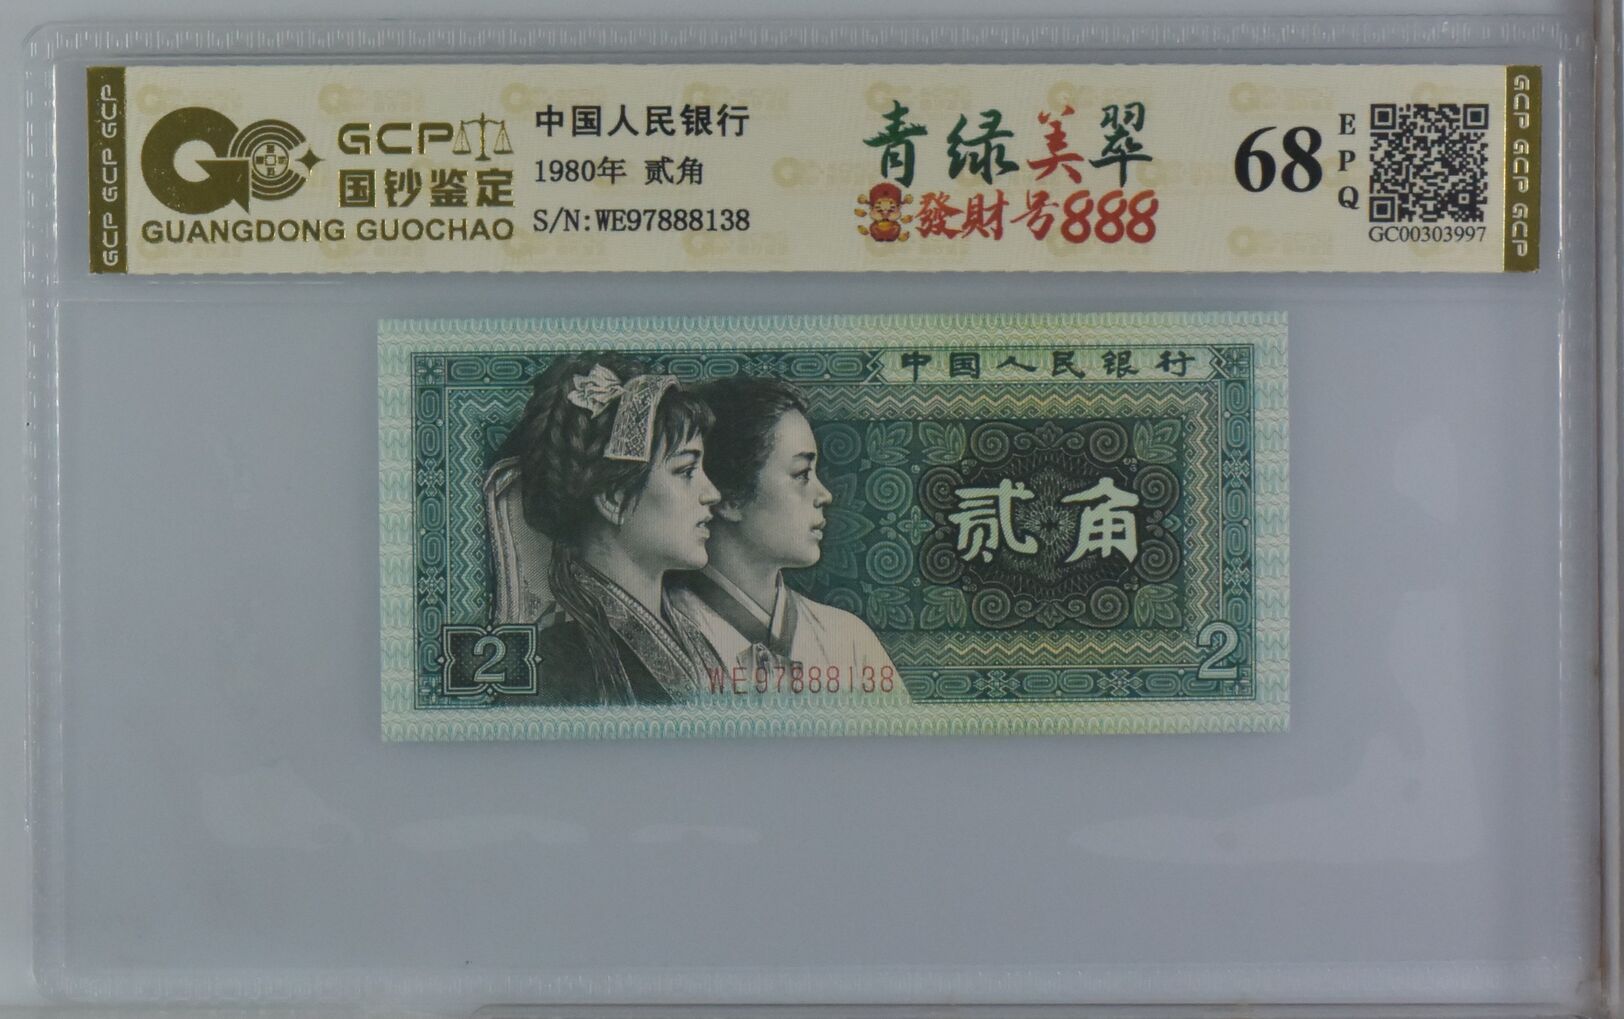 GCP GCP GCP
GCP
国钞鉴定
GUANGDONG GUOCHAO
中国人民银行
1980年 贰角
S/N:WE97888138
青绿美翠
發財号888
68
EPQ
GC00303997
GCP GCP GCP
中国人民银行
贰角
2
2
WE97888138